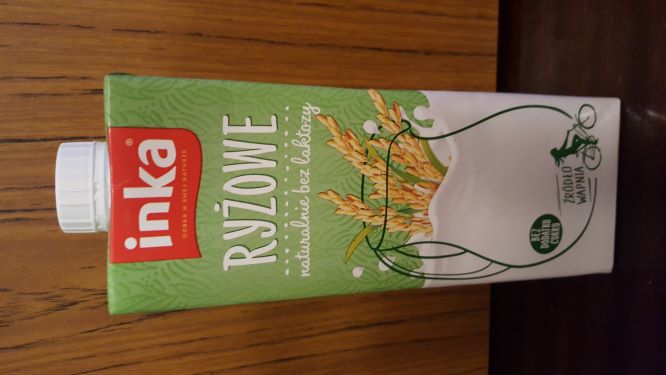 inka®
DOBRA W SWEJ NATURZE
RYŻOWE
naturalnie bez laktozy
ŹRÓDŁO
WAPNIA
BEZ
DODATKU
CUKRU